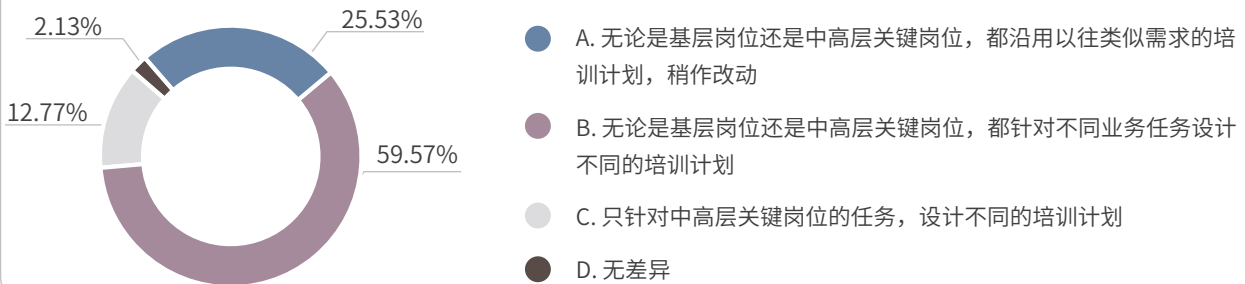 25.53%
2.13%
12.77%
59.57%
A. 无论是基层岗位还是中高层关键岗位，都沿用以往类似需求的培
训计划，稍作改动
B. 无论是基层岗位还是中高层关键岗位，都针对不同业务任务设计
不同的培训计划
C. 只针对中高层关键岗位的任务，设计不同的培训计划
D. 无差异